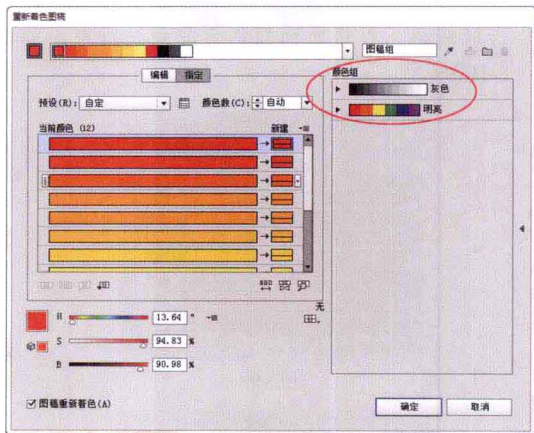 重新着色图稿
图稿组
编辑 指定
颜色组
预设(R): 自定 颜色数(C): 自动
灰色
明亮
当前颜色 (12) 新建
无
H 13.64 °
S 94.83 %
B 90.98 %
图稿重新着色(A)
确定 取消